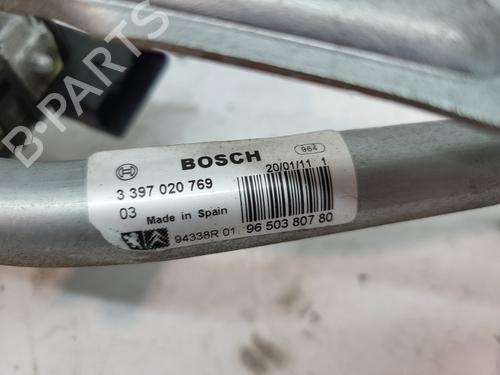 BOSCH
964
3 397 020 769
20/01/11 1
03 Made in Spain
94338R 01
96 503 807 80
B-PARTS